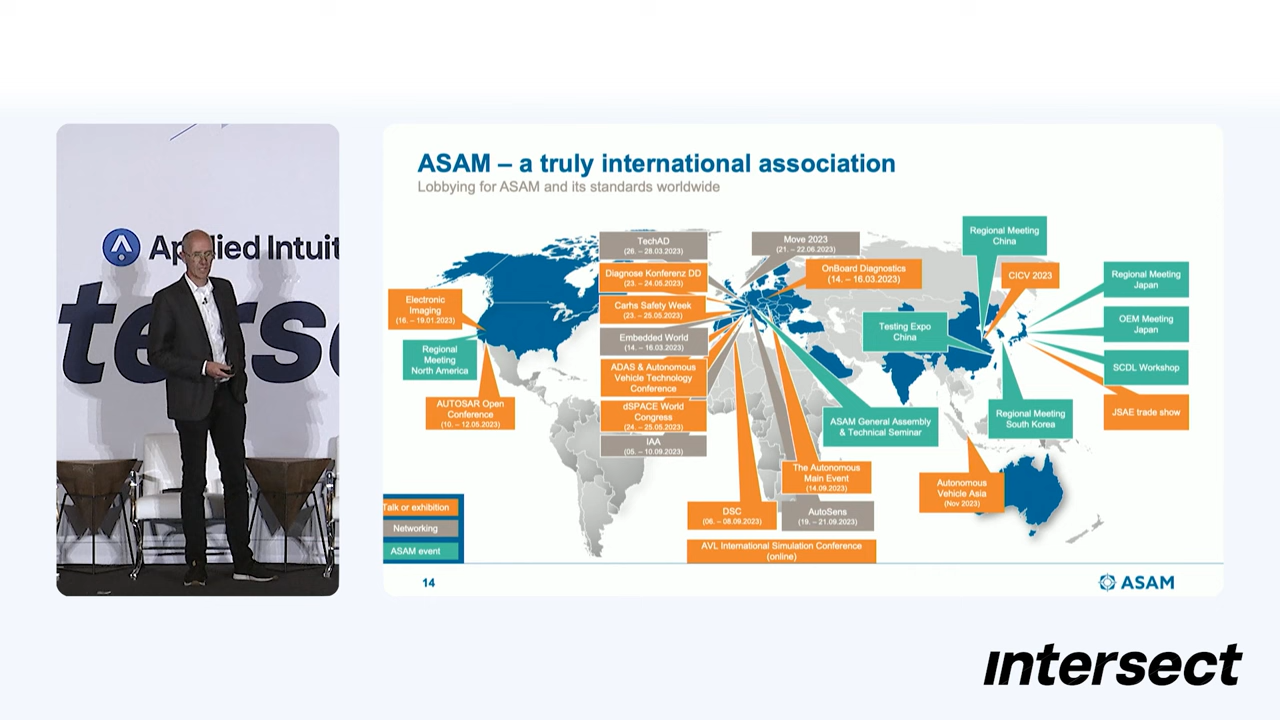 Applied Intuit
terse
ASAM – a truly international association
Lobbying for ASAM and its standards worldwide
TechAD
(26. – 28.03.2023)
Diagnose Konferenz DD
(23. – 24.05.2023)
Carhs Safety Week
(23. – 25.05.2023)
Embedded World
(14. – 16.03.2023)
ADAS & Autonomous
Vehicle Technology
Conference
dSPACE World
Congress
(24. – 25.05.2023)
IAA
(05. – 10.09.2023)
Move 2023
(21. – 22.06.2023)
OnBoard Diagnostics
(14. – 16.03.2023)
Electronic
Imaging
(16. – 19.01.2023)
Regional
Meeting
North America
AUTOSAR Open
Conference
(10. – 12.05.2023)
Regional Meeting
China
CICV 2023
Testing Expo
China
Regional Meeting
Japan
OEM Meeting
Japan
SCDL Workshop
JSAE trade show
Regional Meeting
South Korea
ASAM General Assembly
& Technical Seminar
The Autonomous
Main Event
(14.09.2023)
Autonomous
Vehicle Asia
(Nov 2023)
DSC
(06. – 08.09.2023)
AutoSens
(19. – 21.09.2023)
AVL International Simulation Conference
(online)
Talk or exhibition
Networking
ASAM event
14
ASAM
intersect